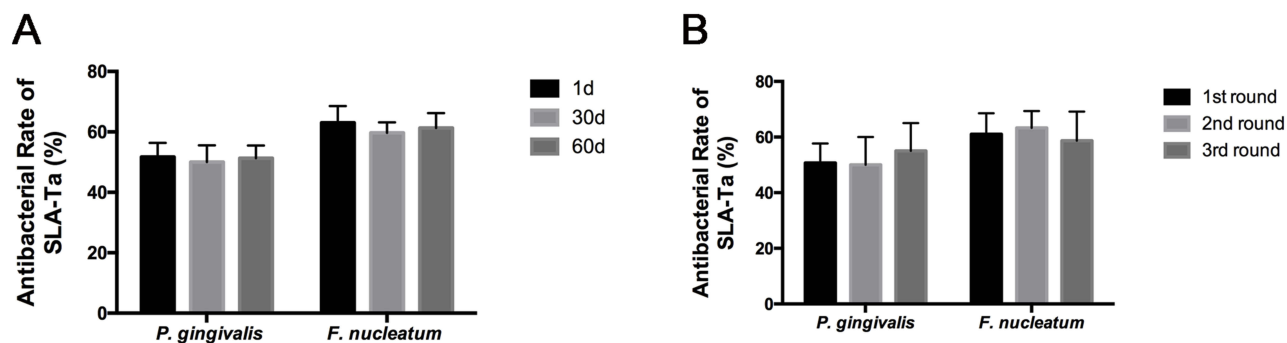 A
Antibacterial Rate of
SLA-Ta (%)
80
60
40
20
0
P. gingivalis
F. nucleatum
1d
30d
60d
B
Antibacterial Rate of
SLA-Ta (%)
80
60
40
20
0
P. gingivalis
F. nucleatum
1st round
2nd round
3rd round